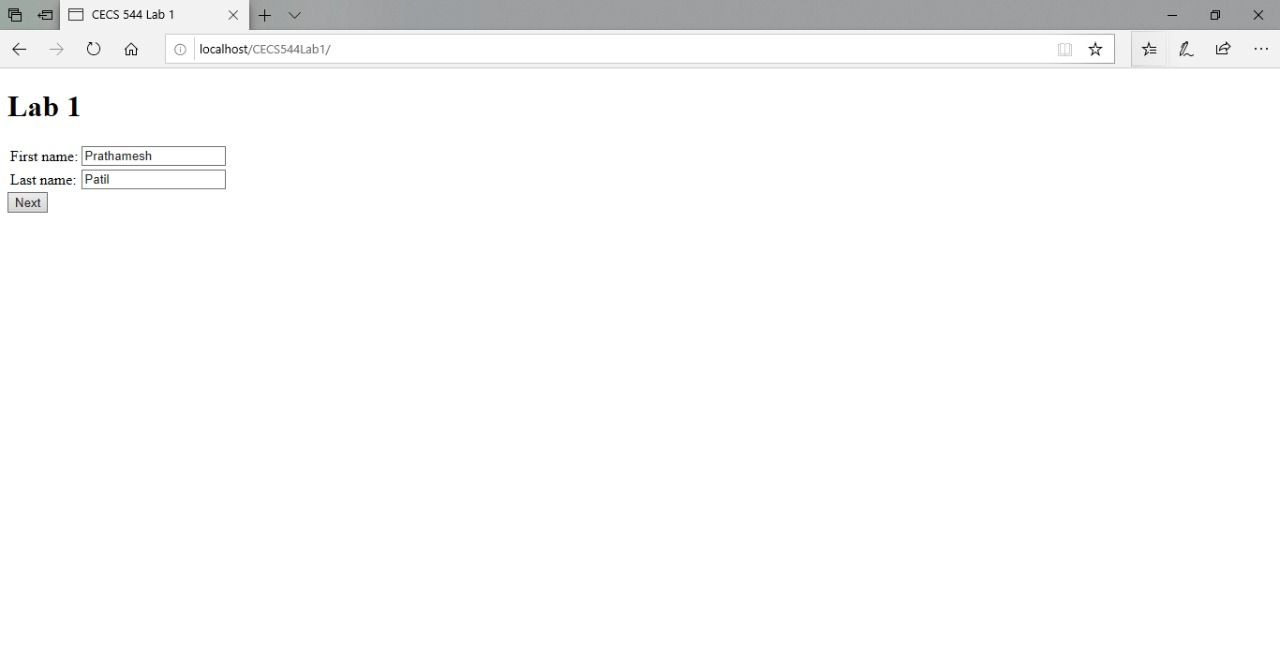 CECS 544 Lab 1
localhost/CECS544Lab1/
Lab 1
First name: Prathamesh
Last name: Patil
Next